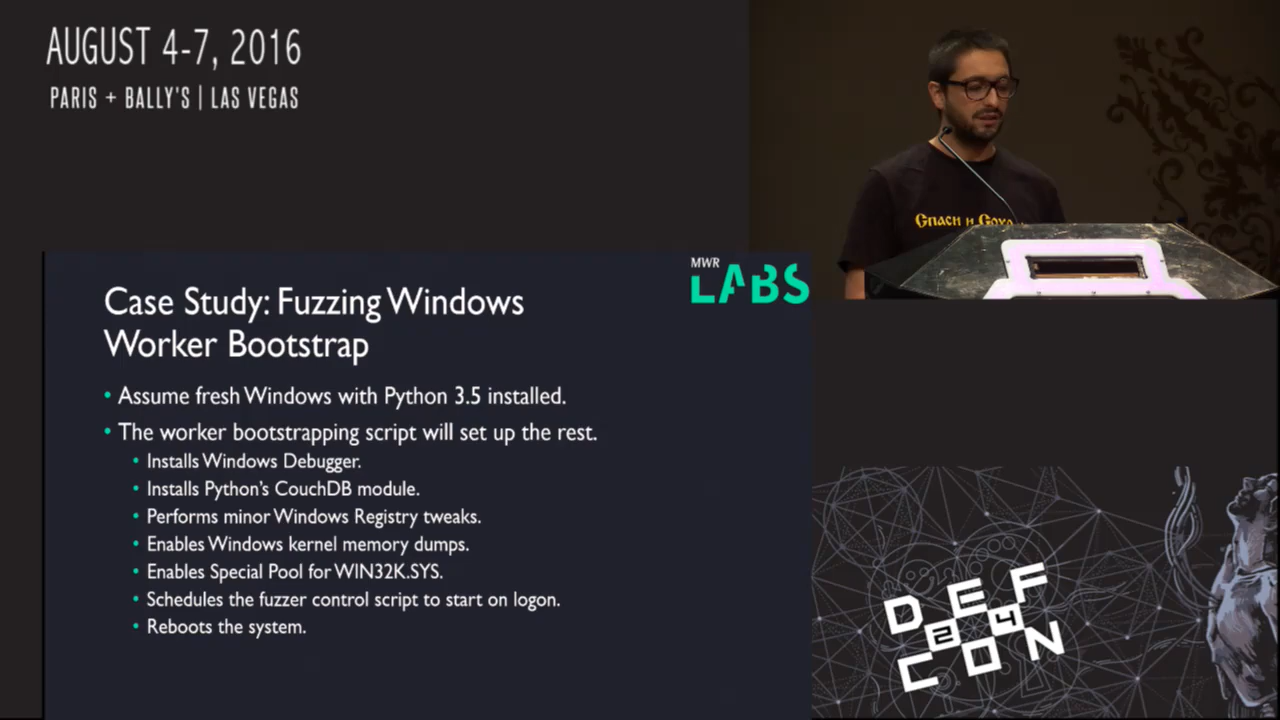 AUGUST 4-7, 2016
PARIS + BALLY'S | LAS VEGAS
Спаси и Сохр
MWR
LABS
Case Study: Fuzzing Windows
Worker Bootstrap
• Assume fresh Windows with Python 3.5 installed.
• The worker bootstrapping script will set up the rest.
• Installs Windows Debugger.
• Installs Python's CouchDB module.
• Performs minor Windows Registry tweaks.
• Enables Windows kernel memory dumps.
• Enables Special Pool for WIN32K.SYS.
• Schedules the fuzzer control script to start on logon.
• Reboots the system.
DEF
24
CON